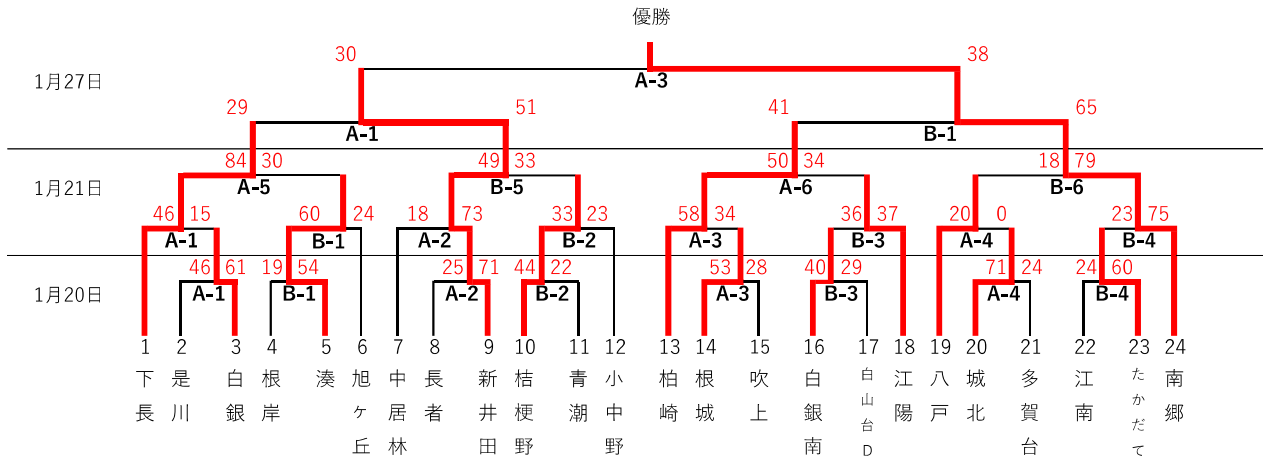 優勝
30 38
A-3
1月27日
29 51 41 65
A-1 B-1
84 30 49 33 50 34 18 79
1月21日
A-5 B-5 A-6 B-6
46 15 60 24 18 73 33 23 58 34 36 37 20 0 23 75
A-1 B-1 A-2 B-2 A-3 B-3 A-4 B-4
46 61 19 54 25 71 44 22 53 28 40 29 71 24 24 60
1月20日
A-1 B-1 A-2 B-2 A-3 B-3 A-4 B-4
1 2 3 4 5 6 7 8 9 10 11 12 13 14 15 16 17 18 19 20 21 22 23 24
下長
是川
白銀
根岸
湊
旭ヶ丘
中居林
長者
新井田
桔梗野
青潮
小中野
柏崎
根城
吹上
白銀南
白山台D
江陽
八戸
城北
多賀台
江南
たかだて
南郷